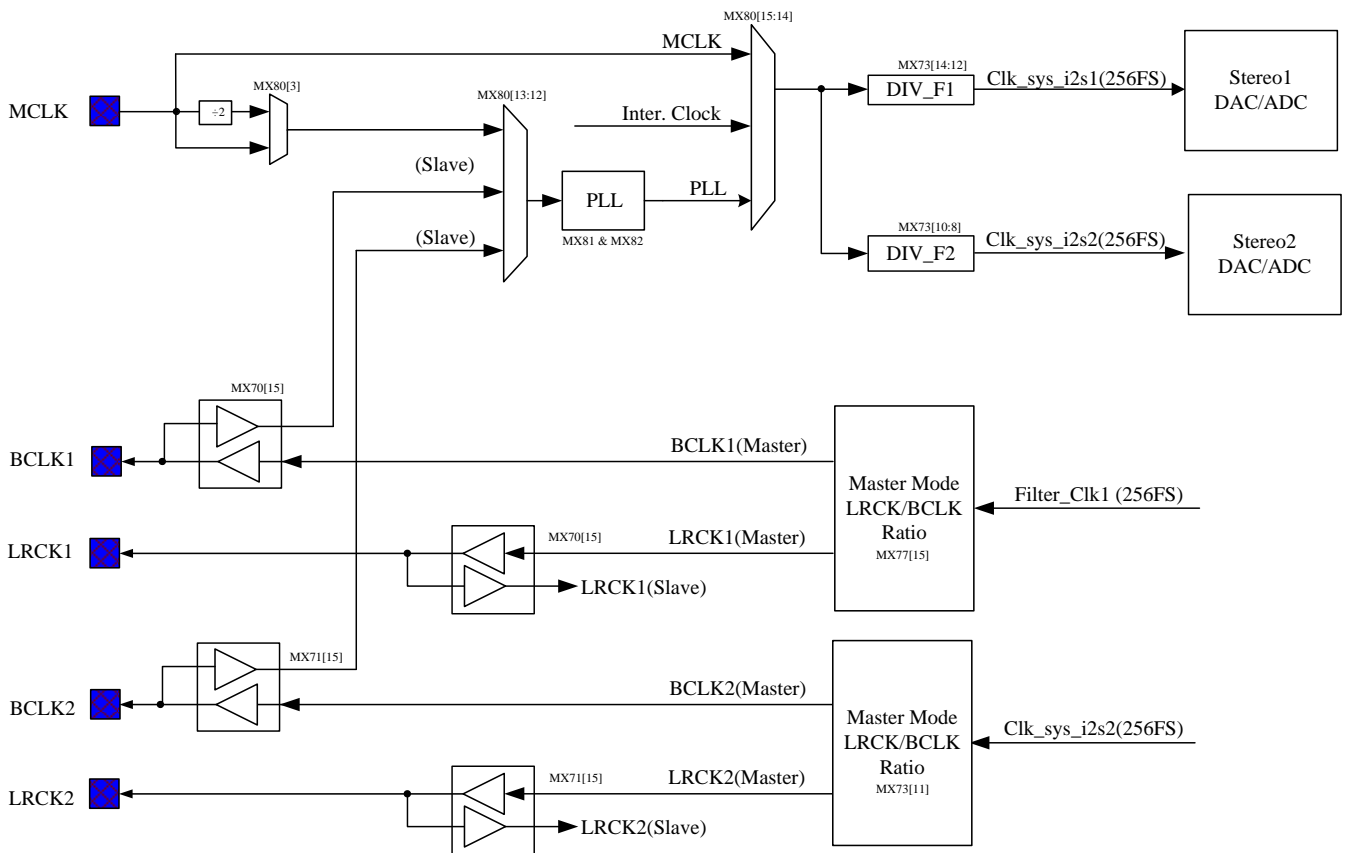 MX80[15:14]
MCLK
MX73[14:12]
DIV_F1
Clk_sys_i2s1(256FS)
Stereo1
DAC/ADC
MCLK
MX80[3]
÷2
MX80[13:12]
Inter. Clock
(Slave)
PLL
MX81 & MX82
PLL
(Slave)
MX73[10:8]
DIV_F2
Clk_sys_i2s2(256FS)
Stereo2
DAC/ADC
MX70[15]
BCLK1
BCLK1(Master)
Master Mode
LRCK/BCLK
Ratio
MX77[15]
Filter_Clk1 (256FS)
LRCK1
MX70[15]
LRCK1(Master)
LRCK1(Slave)
MX71[15]
BCLK2
BCLK2(Master)
Master Mode
LRCK/BCLK
Ratio
MX73[11]
Clk_sys_i2s2(256FS)
LRCK2
MX71[15]
LRCK2(Master)
LRCK2(Slave)